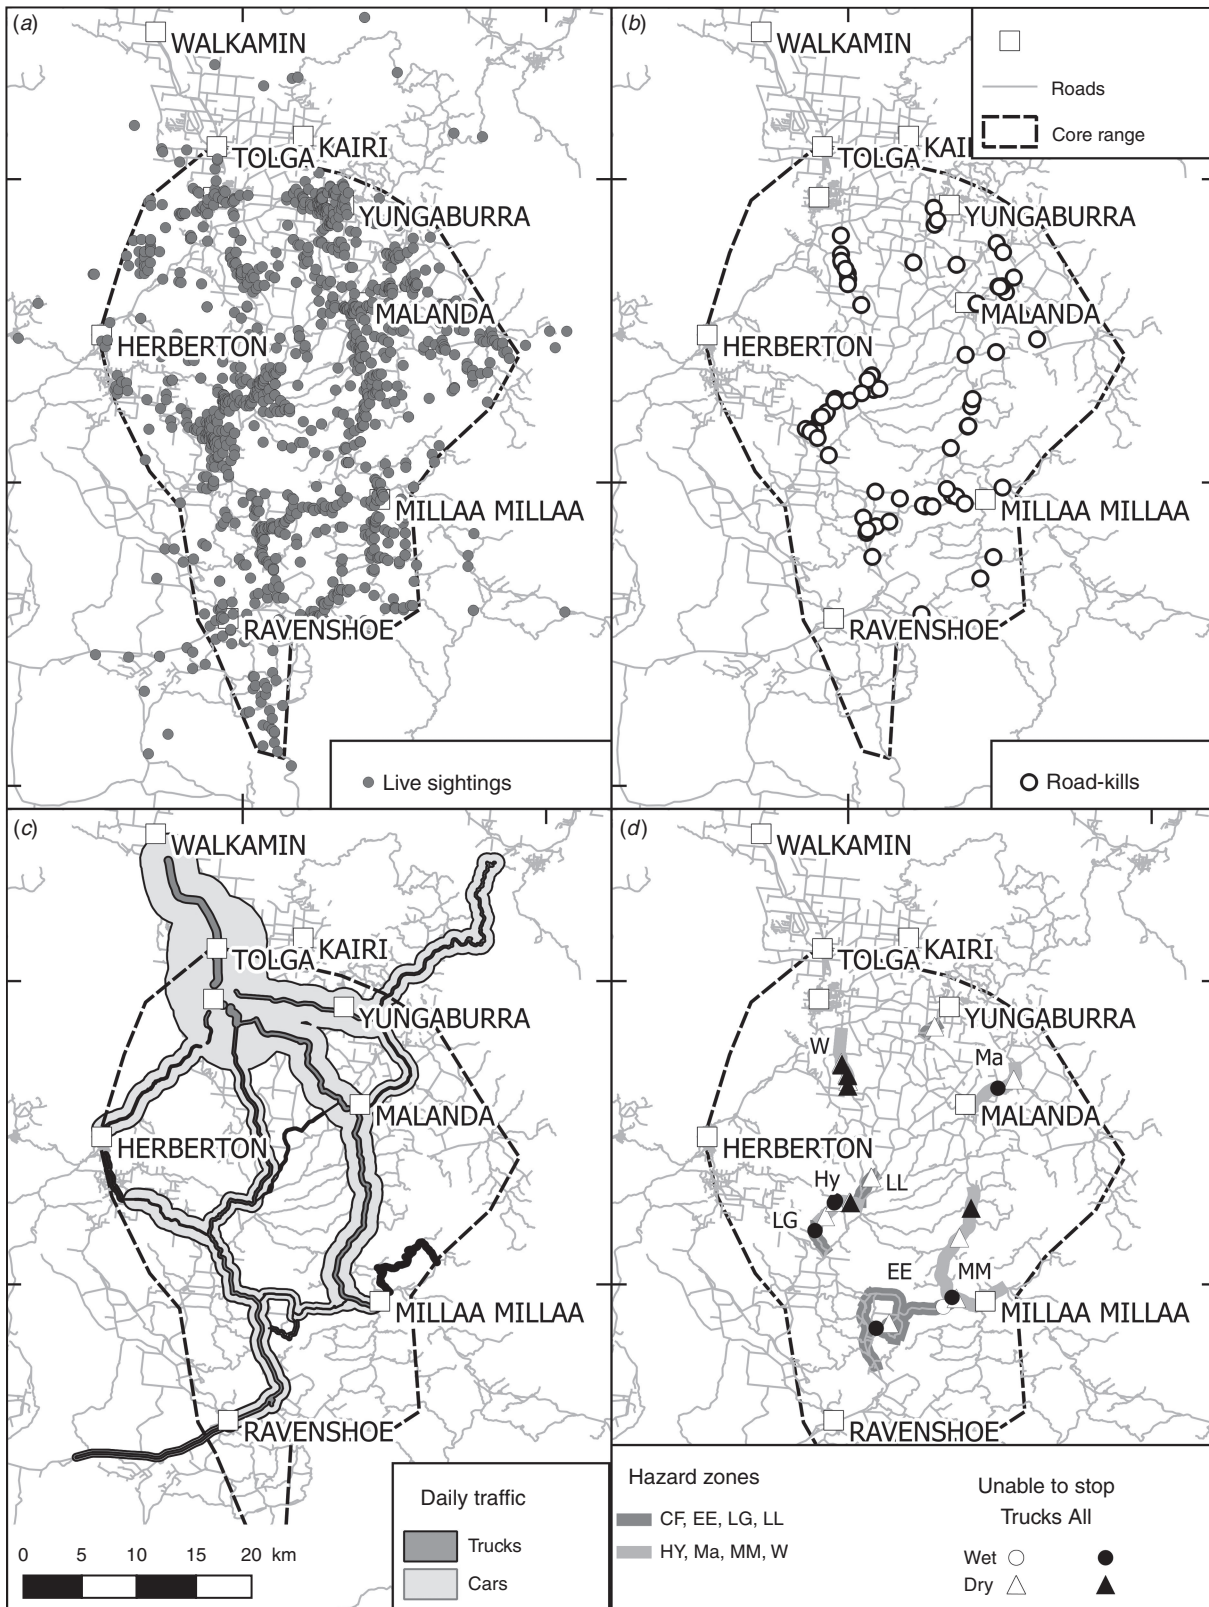 (a)
WALKAMIN
KAIRI
TOLGA
YUNGABURRA
MALANDA
HERBERTON
MILLAA MILLAA
RAVENSHOE
Live sightings
(b)
WALKAMIN
Roads
Core range
KAI
TOLGA
YUNGABURRA
MALANDA
HERBERTON
MILLAA MILLAA
RAVENSHOE
Road-kills
(c)
WALKAMIN
KAIRI
TOLGA
YUNGABURRA
MALANDA
HERBERTON
MILLAA MILLAA
RAVENSHOE
Daily traffic
Trucks
Cars
0 5 10 15 20 km
(d)
WALKAMIN
KAIRI
TOLGA
YUNGABURRA
W
Ma
MALANDA
HERBERTON
Hy
LL
LG
EE
MM
MILLAA MILLAA
RAVENSHOE
Hazard zones
CF, EE, LG, LL
HY, Ma, MM, W
Unable to stop
Trucks All
Wet
Dry